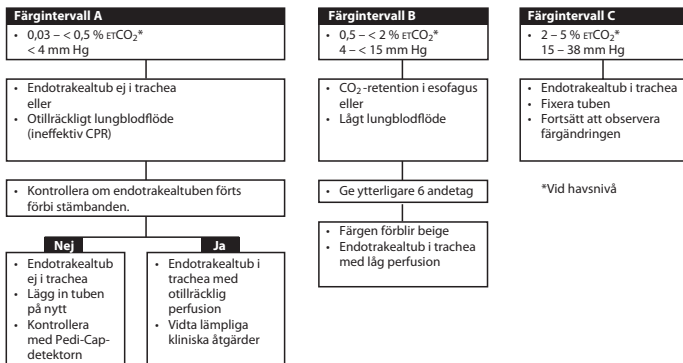 Färgintervall A
• 0,03 – < 0,5 % ETCO2*
< 4 mm Hg
• Endotrakealtub ej i trachea
eller
• Otillräckligt lungblodflöde
(ineffektiv CPR)
• Kontrollera om endotrakealtuben förts
förbi stämbanden.
Nej
• Endotrakealtub
ej i trachea
• Lägg in tuben
på nytt
• Kontrollera
med Pedi-Cap-
detektorn
Ja
• Endotrakealtub i
trachea med
otillräcklig
perfusion
• Vidta lämpliga
kliniska åtgärder
Färgintervall B
• 0,5 – < 2 % ETCO2*
4 – < 15 mm Hg
• CO2-retention i esofagus
eller
• Lågt lungblodflöde
• Ge ytterligare 6 andetag
• Färgen förblir beige
• Endotrakealtub i trachea
med låg perfusion
Färgintervall C
• 2 – 5 % ETCO2*
15 – 38 mm Hg
• Endotrakealtub i trachea
• Fixera tuben
• Fortsätt att observera
färgändringen
*Vid havsnivå